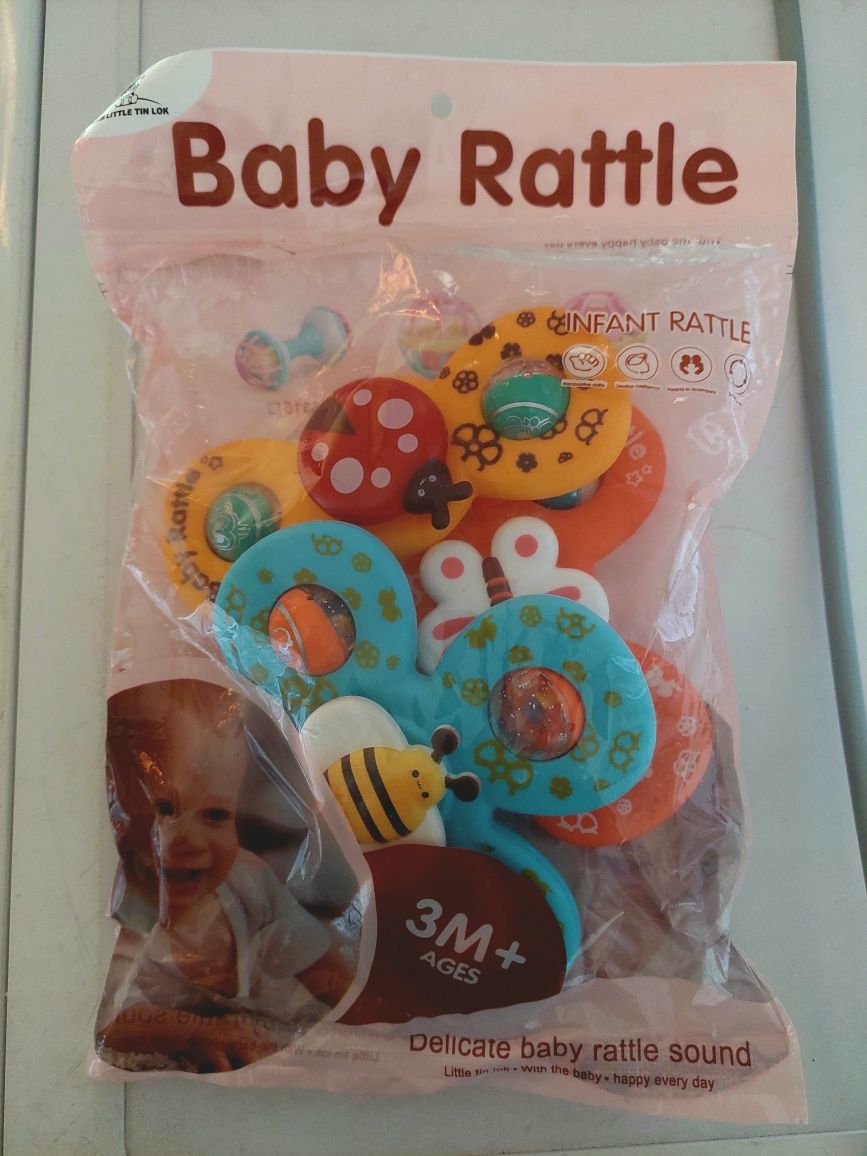 LITTLE TIN LOK
Baby Rattle
INFANT RATTLE
Baby Rattle
3M+
AGES
Delicate baby rattle sound
Little tin lok • With the baby • happy every day